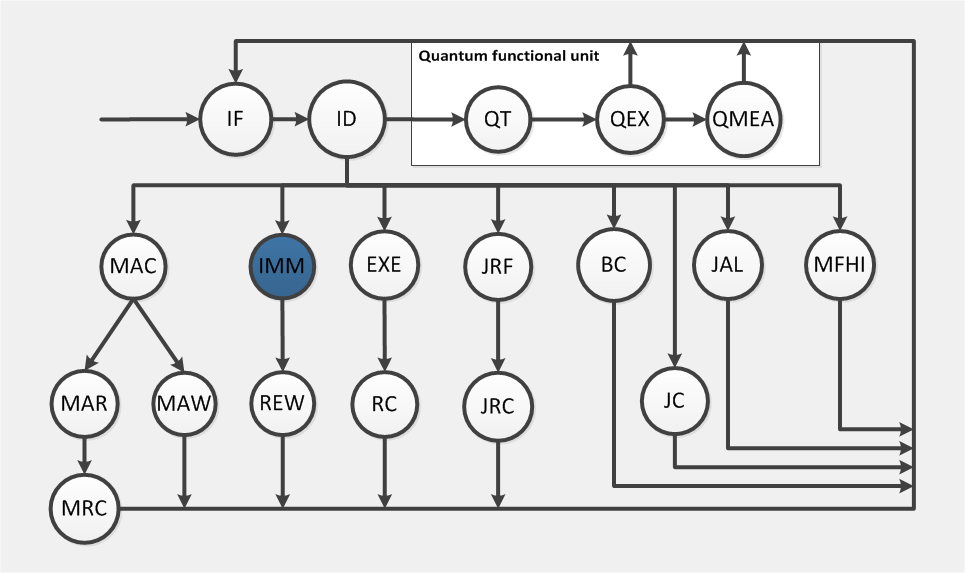 Quantum functional unit
IF
ID
QT
QEX
QMEA
MAC
IMM
EXE
JRF
BC
JAL
MFHI
MAR
MAW
REW
RC
JRC
JC
MRC